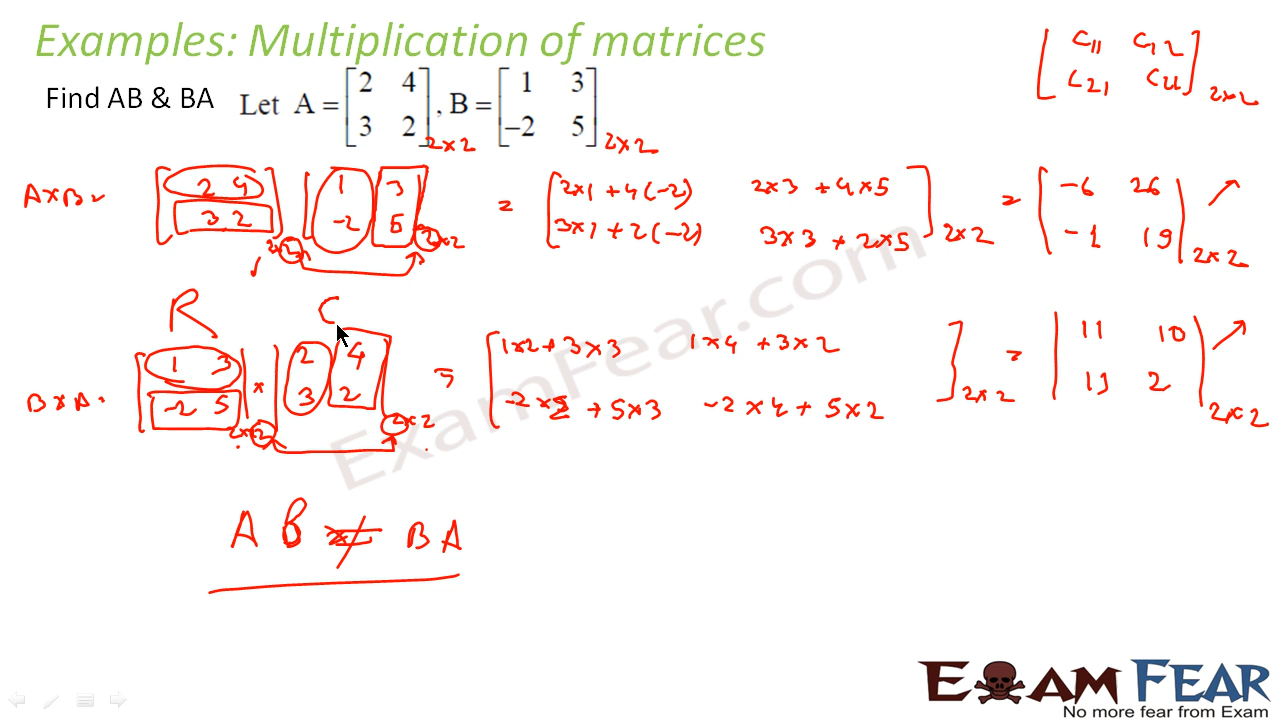 Examples: Multiplication of matrices
[ C11 C12
C21 C22 ] 2×2
Find AB & BA Let A = [ 2 4
3 2 ] 2×2 , B = [ 1 3
-2 5 ] 2×2
A×B = [ 2 4
3 2 ] 2×2 [ 1 3
-2 5 ] 2×2 = [ 2×1 + 4(-2) 2×3 + 4×5
3×1 + 2(-2) 3×3 + 2×5 ] 2×2 = [ -6 26
-1 19 ] 2×2
R C
B×A = [ 1 3
-2 5 ] 2×2 × [ 2 4
3 2 ] 2×2 = [ 1×2 + 3×3 1×4 + 3×2
-2×2 + 5×3 -2×4 + 5×2 ] 2×2 = [ 11 10
11 2 ] 2×2
AB ≠ BA
ExamFear.com
EXAM FEAR
No more fear from Exam